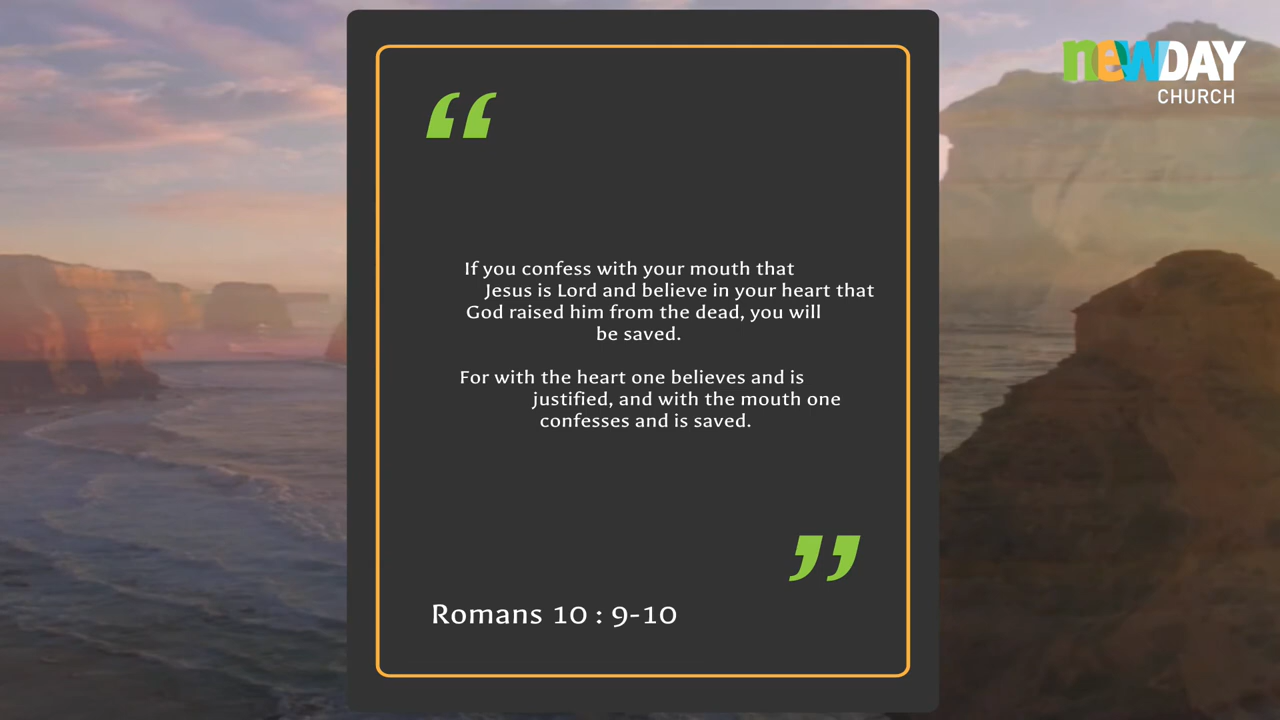 newDAY
CHURCH
“
If you confess with your mouth that
Jesus is Lord and believe in your heart that
God raised him from the dead, you will
be saved.
For with the heart one believes and is
justified, and with the mouth one
confesses and is saved.
”
Romans 10 : 9-10